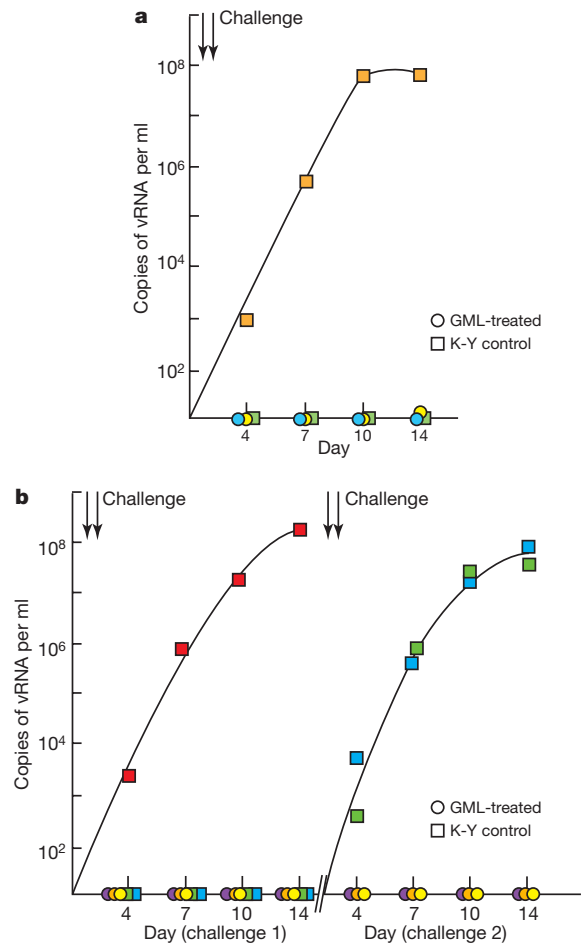 a
Challenge
Copies of vRNA per ml
10^8
10^6
10^4
10^2
GML-treated
K-Y control
4 7 10 14
Day
b
Challenge Challenge
Copies of vRNA per ml
10^8
10^6
10^4
10^2
GML-treated
K-Y control
4 7 10 14 4 7 10 14
Day (challenge 1) Day (challenge 2)